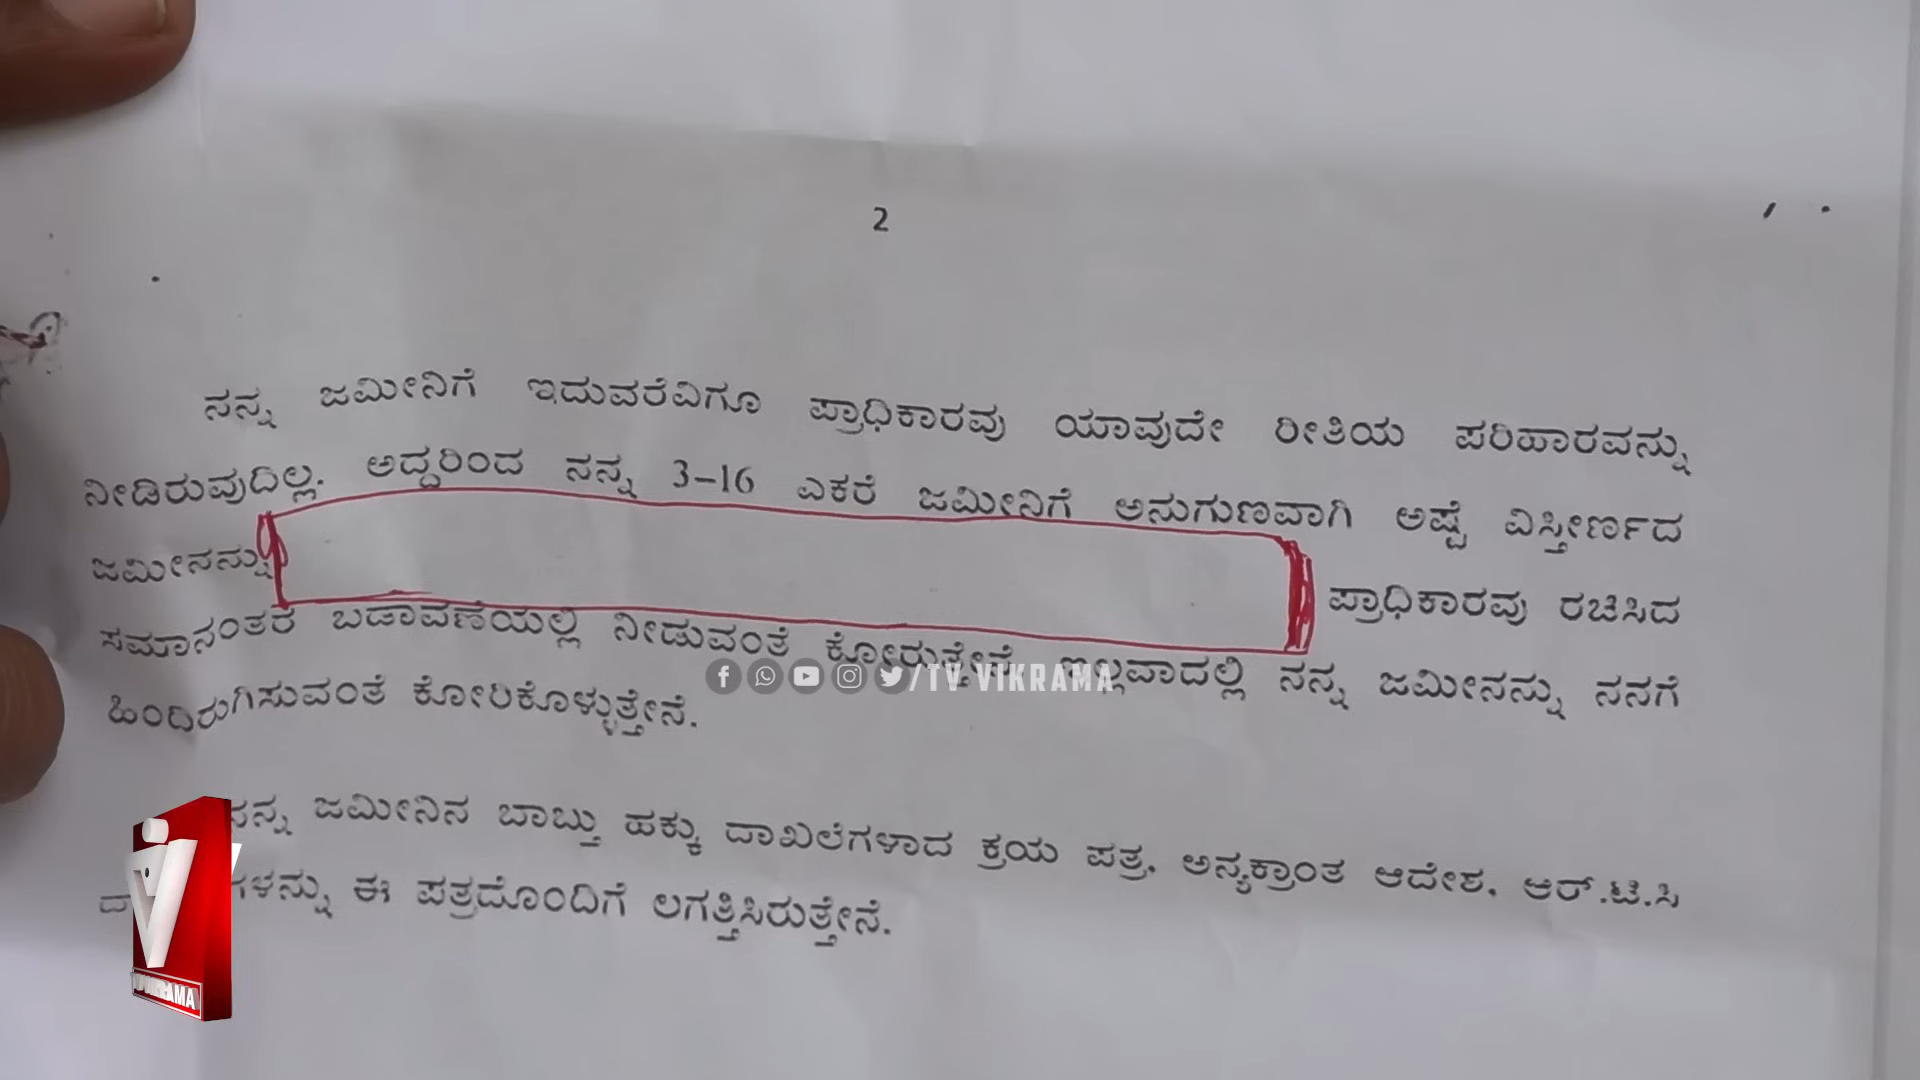 2
ನನ್ನ ಜಮೀನಿಗೆ ಇದುವರೆವಿಗೂ ಪ್ರಾಧಿಕಾರವು ಯಾವುದೇ ರೀತಿಯ ಪರಿಹಾರವನ್ನು
ನೀಡಿರುವುದಿಲ್ಲ. ಅದ್ದರಿಂದ ನನ್ನ 3-16 ಎಕರೆ ಜಮೀನಿಗೆ ಅನುಗುಣವಾಗಿ ಅಷ್ಟೆ ವಿಸ್ತೀರ್ಣದ
ಜಮೀನನ್ನು ಪ್ರಾಧಿಕಾರವು ರಚಿಸಿದ
ಸಮಾನಂತರ ಬಡಾವಣೆಯಲ್ಲಿ ನೀಡುವಂತೆ ಕೋರುತ್ತೇನೆ ಇಲ್ಲವಾದಲ್ಲಿ ನನ್ನ ಜಮೀನನ್ನು ನನಗೆ
/TV VIKRAMA
ಹಿಂದಿರುಗಿಸುವಂತೆ ಕೋರಿಕೊಳ್ಳುತ್ತೇನೆ.
ನನ್ನ ಜಮೀನಿನ ಬಾಬ್ತು ಹಕ್ಕು ದಾಖಲೆಗಳಾದ ಕ್ರಯ ಪತ್ರ, ಅನ್ಯಕ್ರಾಂತ ಆದೇಶ, ಆರ್.ಟಿ.ಸಿ
ಗಳನ್ನು ಈ ಪತ್ರದೊಂದಿಗೆ ಲಗತ್ತಿಸಿರುತ್ತೇನೆ.